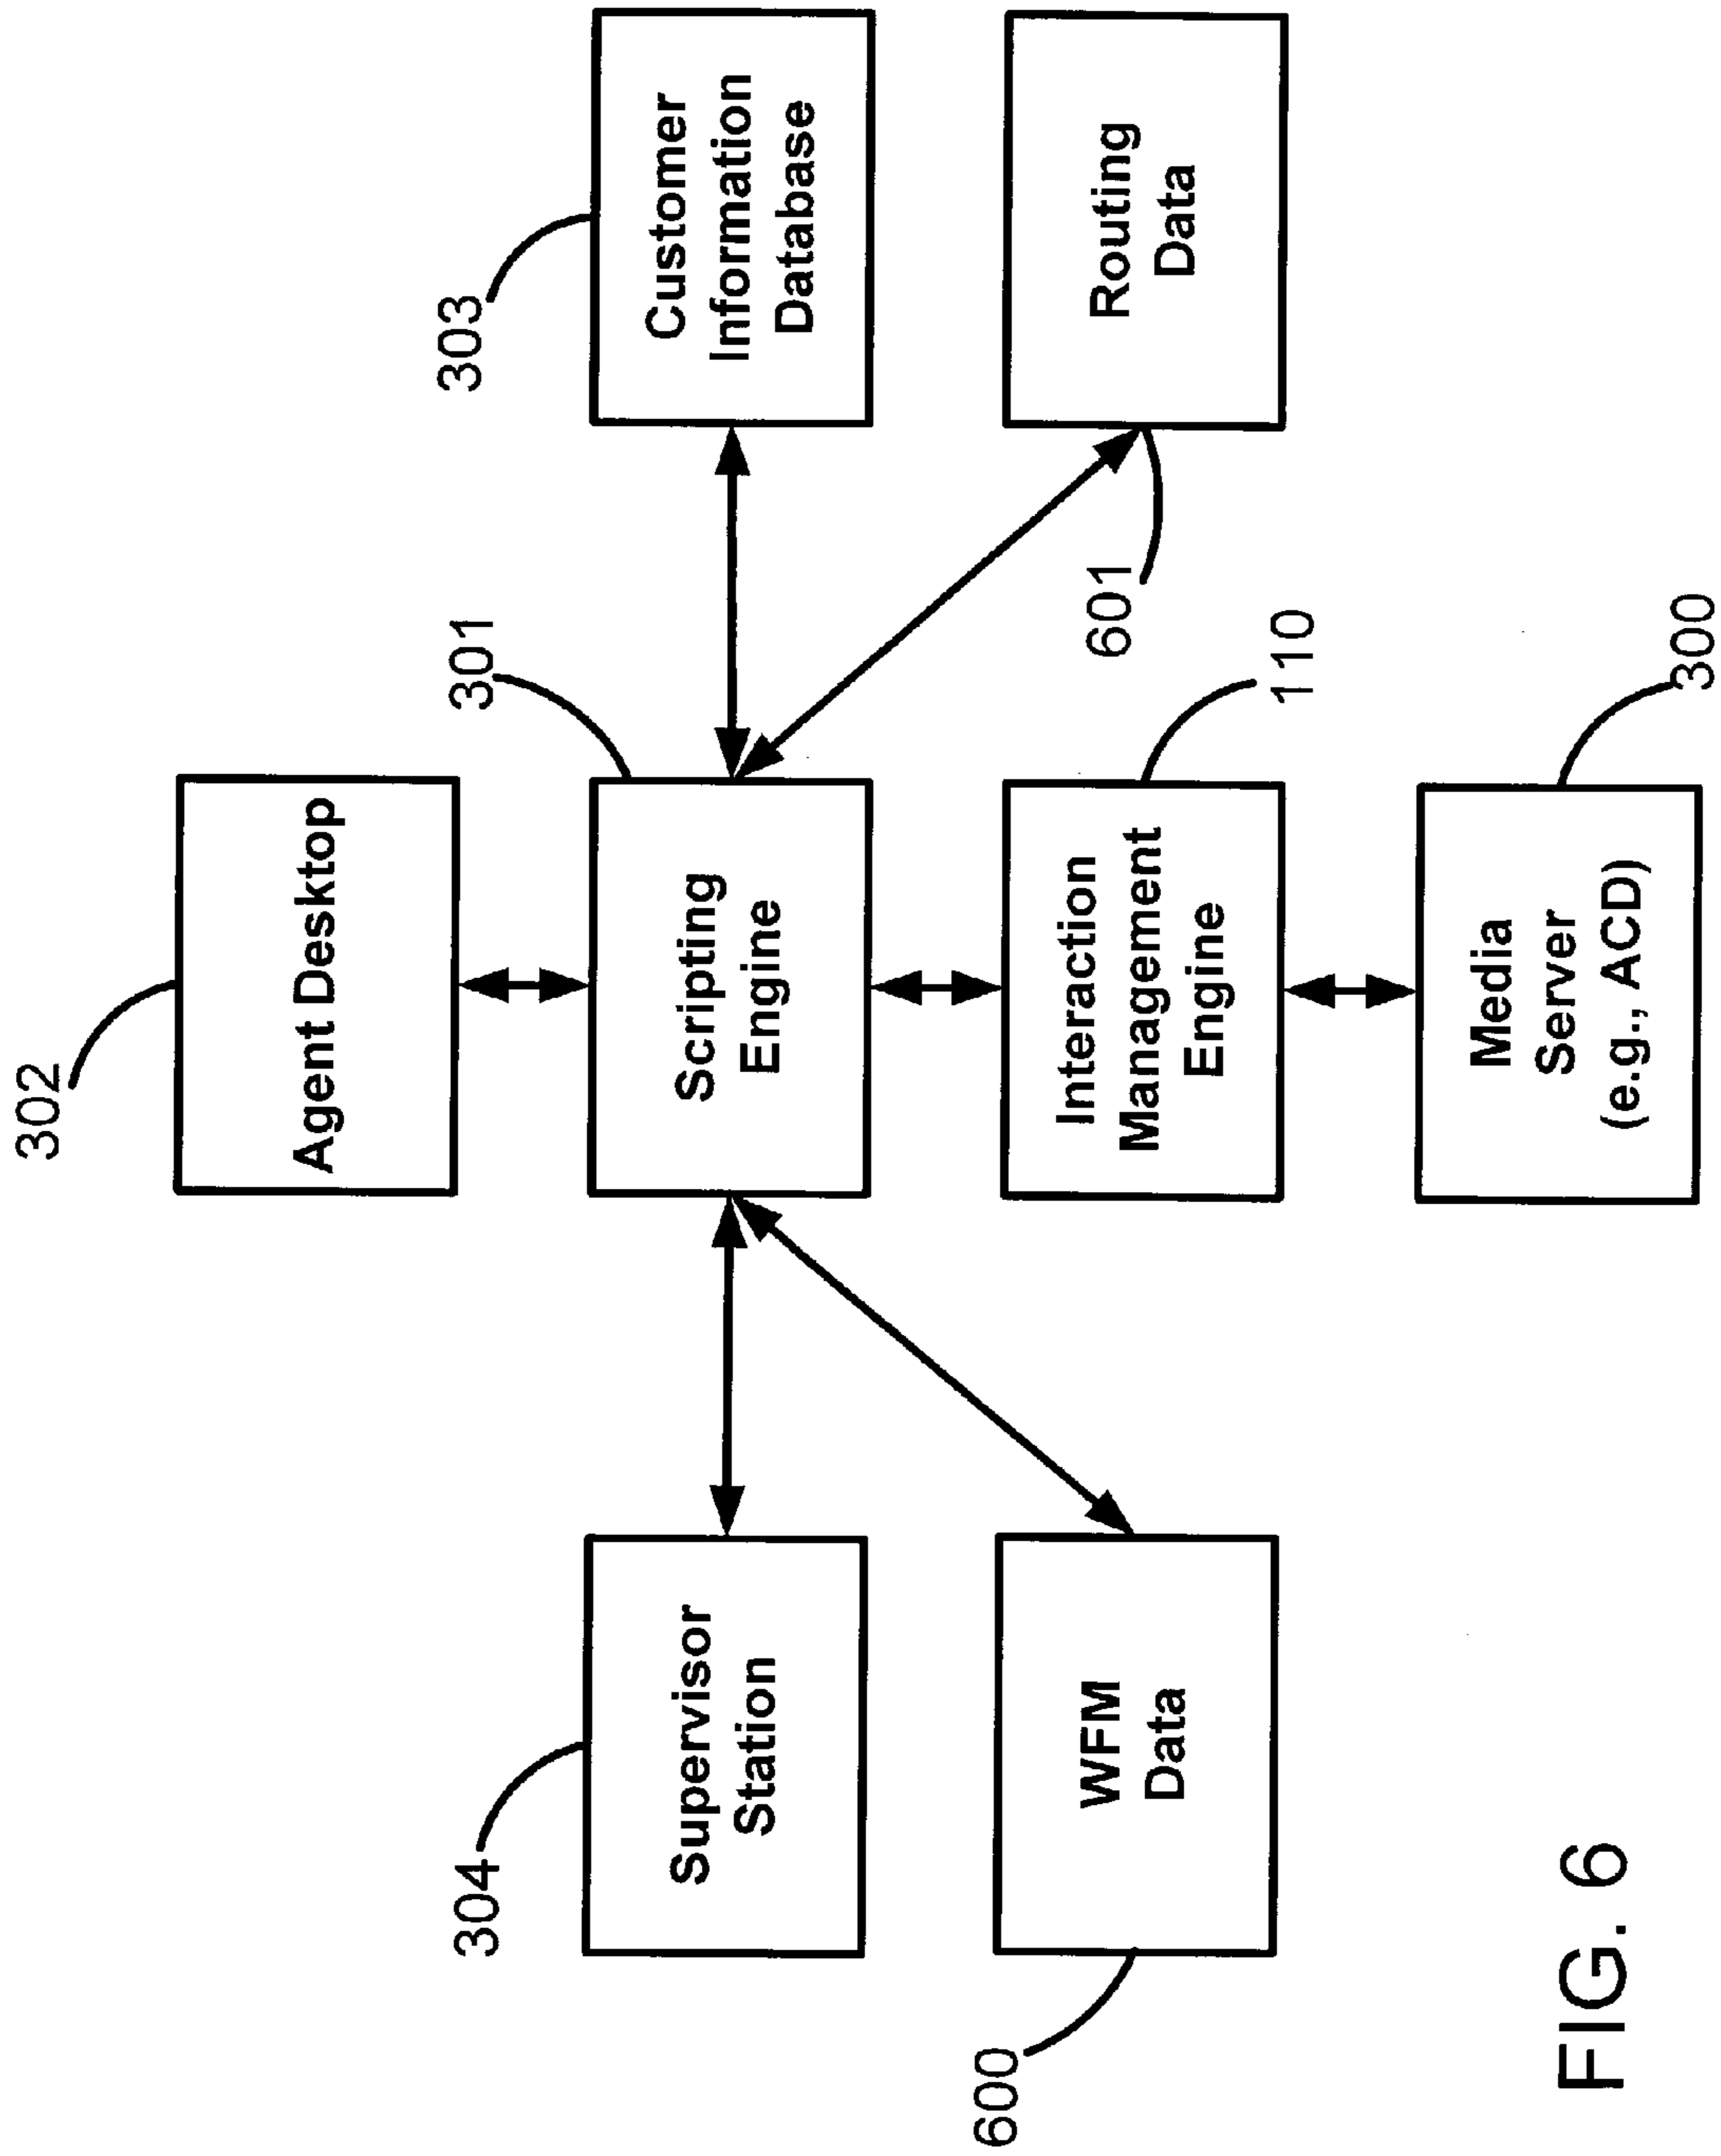 302
Agent Desktop
304
Supervisor
Station
301
Scripting
Engine
303
Customer
Information
Database
600
WFM
Data
110
Interaction
Management
Engine
601
Routing
Data
300
Media
Server
(e.g., ACD)
FIG. 6